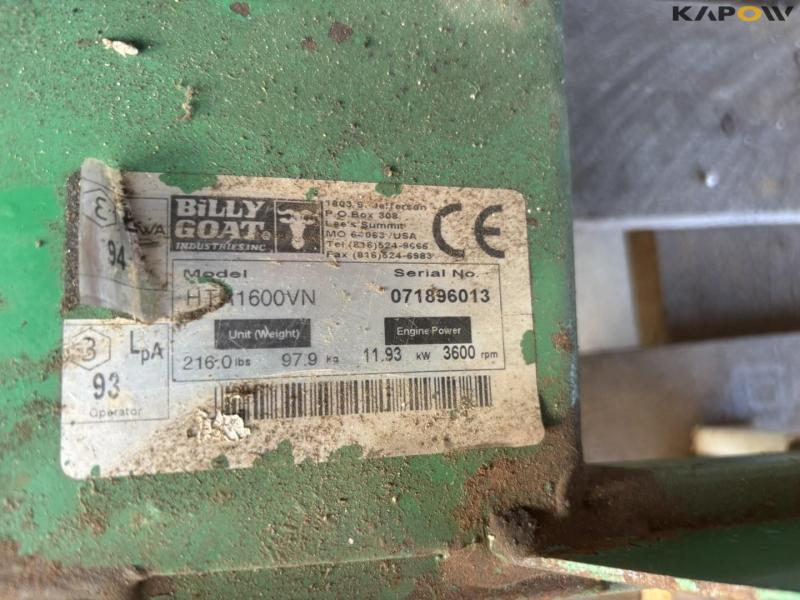 KAPOW
BiLLY
GOAT
INDUSTRIES,INC
1803 S. Jefferson
P.O.Box 308
Lee's Summit
MO 64063 /USA
Tel (816)524-9666
Fax (816)524-6983
CE
94
Model
Serial No.
1600VN
071896013
Unit (Weight)
Engine Power
216.0 lbs 97.9 kg 11.93 kW 3600 rpm
LpA
93
Operator